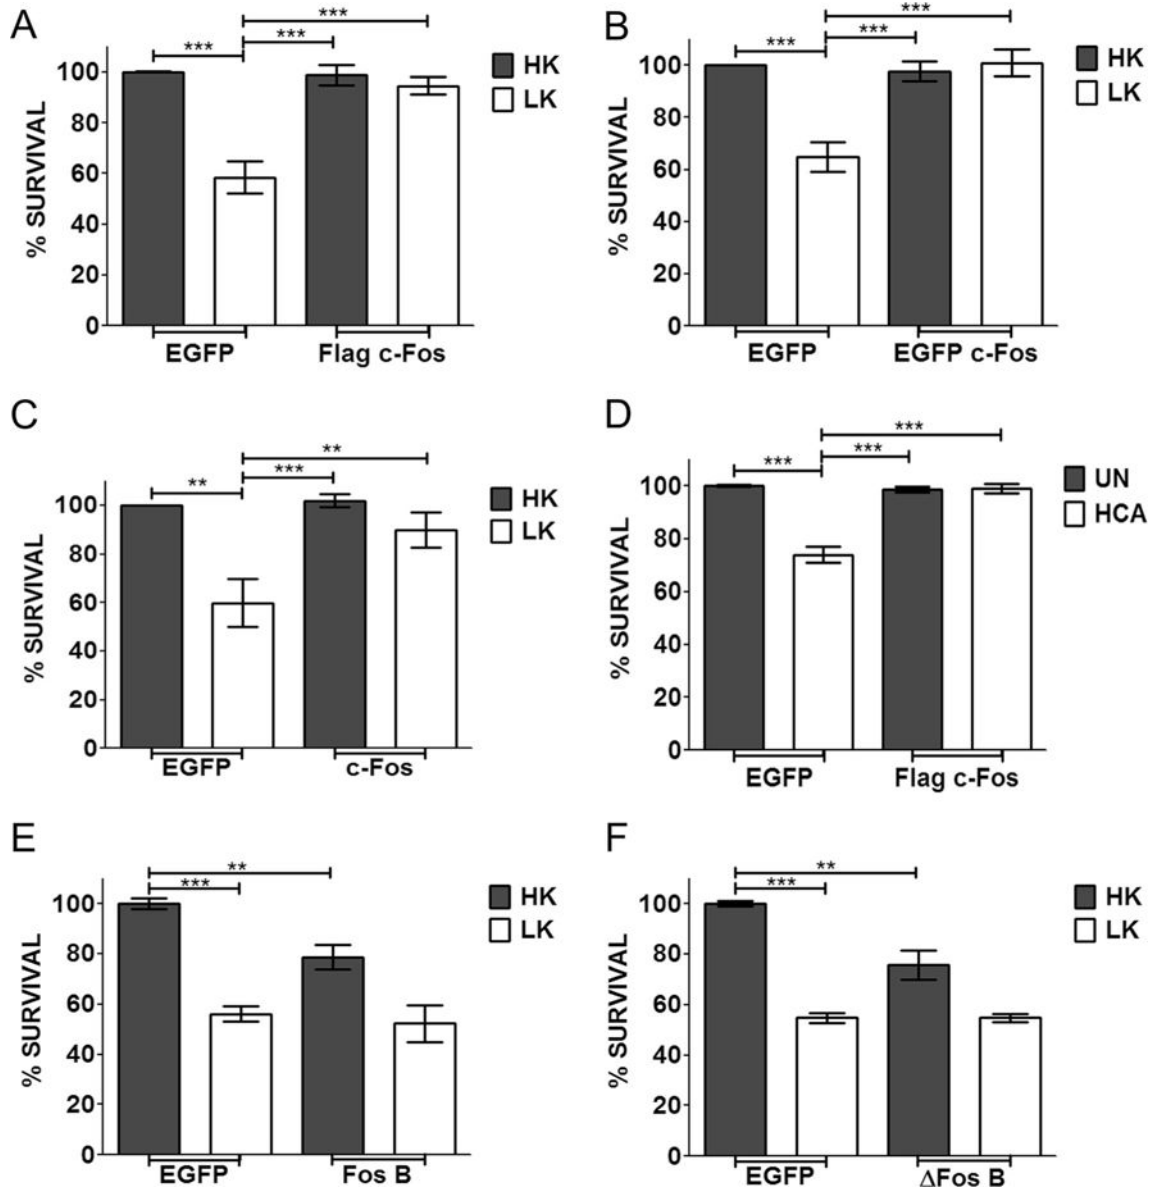 A
***
***
***
HK
LK
100
80
60
40
20
0
% SURVIVAL
EGFP
Flag c-Fos
B
***
***
***
HK
LK
100
80
60
40
20
0
% SURVIVAL
EGFP
EGFP c-Fos
C
**
***
**
HK
LK
100
80
60
40
20
0
% SURVIVAL
EGFP
c-Fos
D
***
***
***
UN
HCA
100
80
60
40
20
0
% SURVIVAL
EGFP
Flag c-Fos
E
**
***
HK
LK
100
80
60
40
20
0
% SURVIVAL
EGFP
Fos B
F
**
***
HK
LK
100
80
60
40
20
0
% SURVIVAL
EGFP
ΔFos B